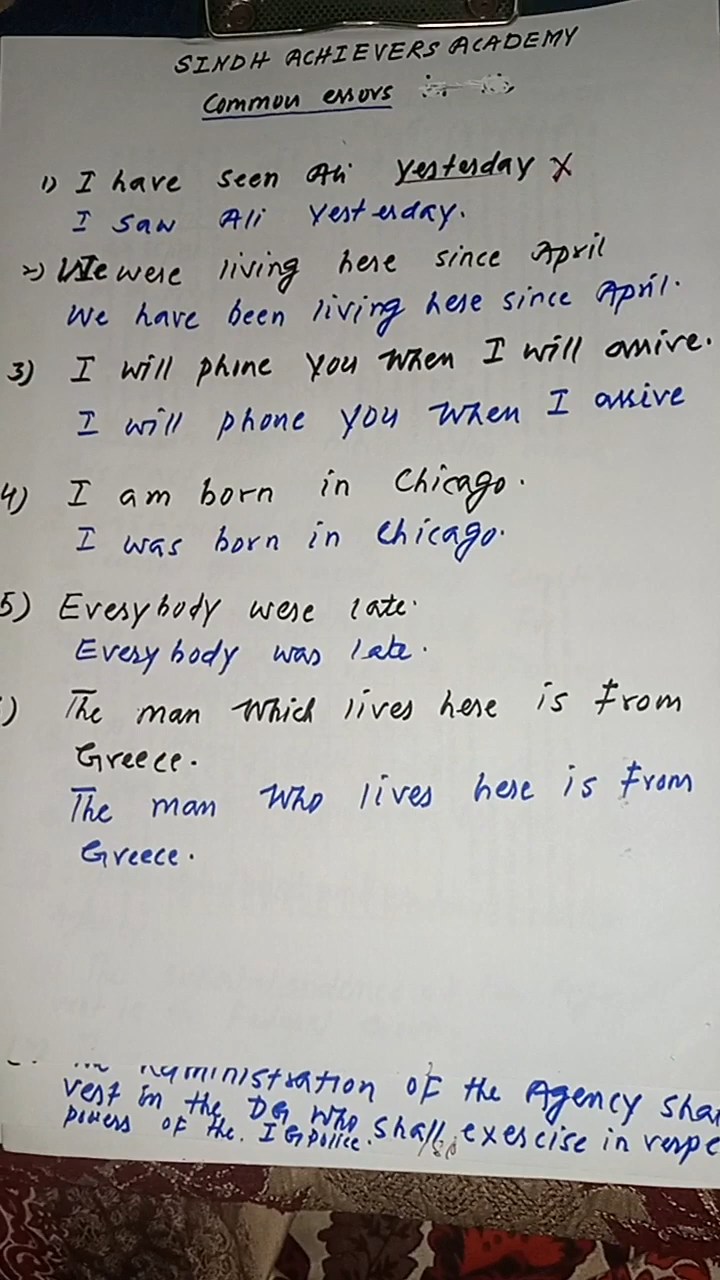 SINDH ACHIEVERS ACADEMY
Common errors
1) I have seen Ali yesterday X
I saw Ali yesterday.
2) We were living here since April
We have been living here since April.
3) I will phine you when I will arrive.
I will phone you when I arrive
4) I am born in Chicago.
I was born in Chicago.
5) Everybody were late.
Everybody was late.
) The man which lives here is from
Greece.
The man who lives here is from
Greece.
Administration of the Agency shal
vest in the DG who shall exercise in respe
powers of the. IG police.